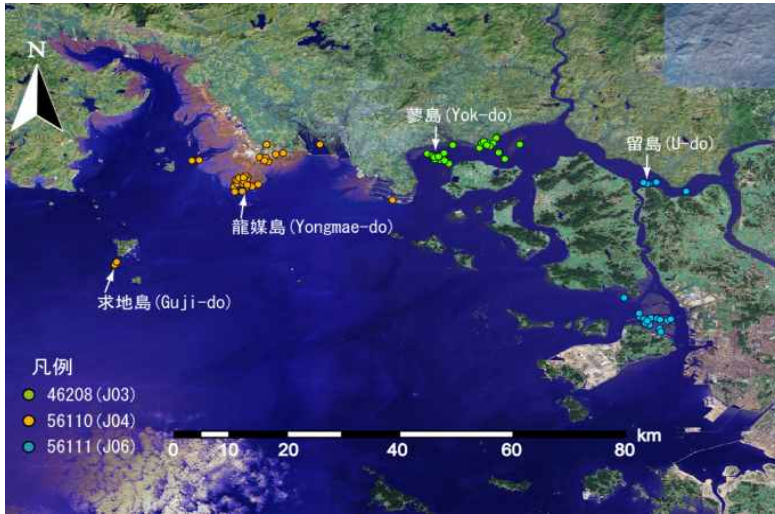 N
蓼島(Yok-do)
留島(U-do)
龍媒島(Yongmae-do)
求地島(Guji-do)
凡例
46208(J03)
56110(J04)
56111(J06)
0 10 20 40 60 80 km